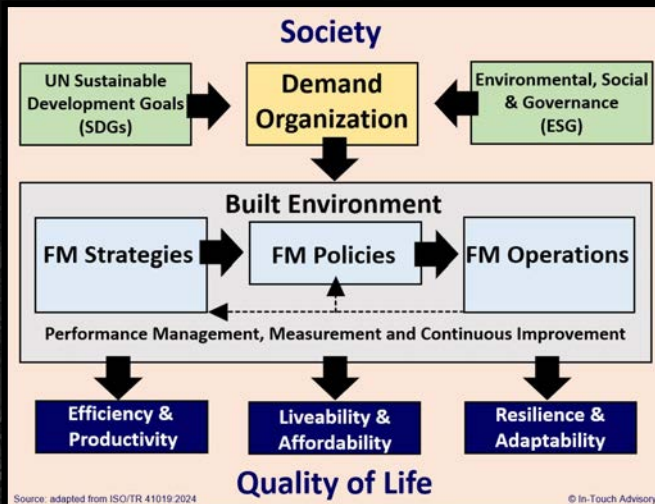 Society
UN Sustainable
Development Goals
(SDGs)
Demand
Organization
Environmental, Social
& Governance
(ESG)
Built Environment
FM Strategies
FM Policies
FM Operations
Performance Management, Measurement and Continuous Improvement
Efficiency &
Productivity
Liveability &
Affordability
Resilience &
Adaptability
Quality of Life
Source: adapted from ISO/TR 41019:2024
© In-Touch Advisory